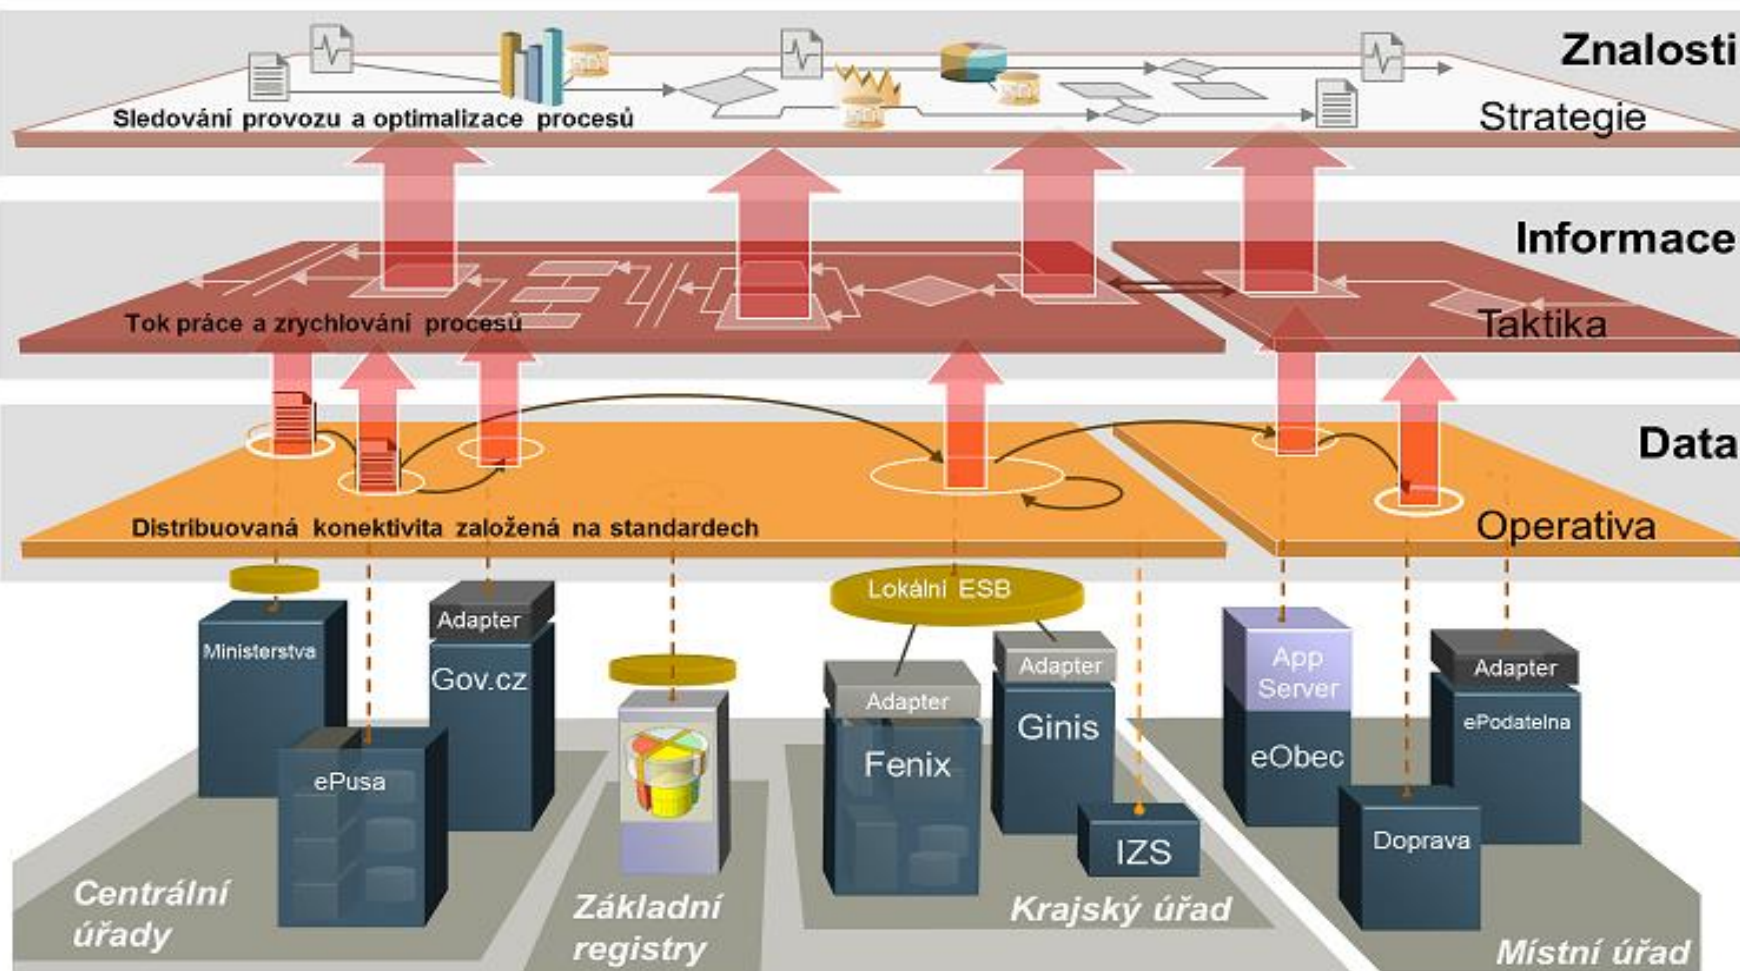 Znalosti
Sledování provozu a optimalizace procesů
Strategie
Informace
Tok práce a zrychlování procesů
Taktika
Data
Distribuovaná konektivita založená na standardech
Operativa
Lokální ESB
Ministerstva
Adapter
Gov.cz
ePusa
Adapter
Fenix
Adapter
Ginis
IZS
App
Server
eObec
Adapter
ePodatelna
Doprava
Centrální
úřady
Základní
registry
Krajský úřad
Místní úřad